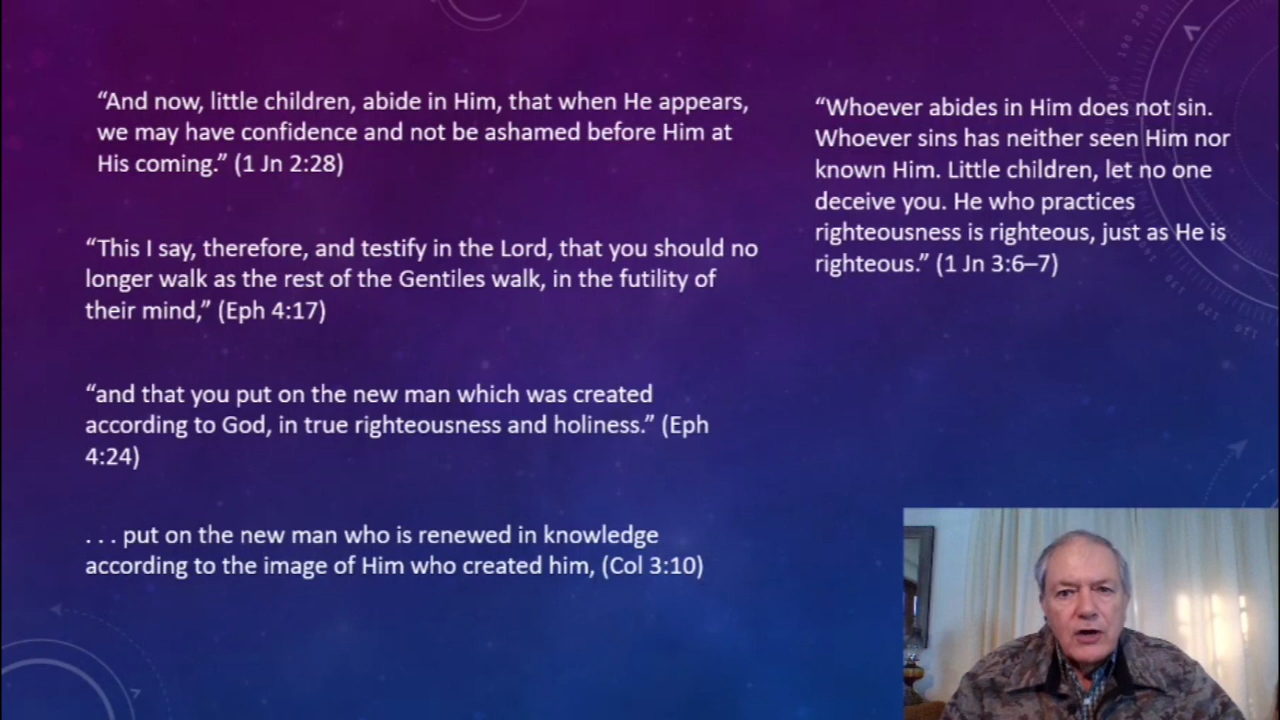 “And now, little children, abide in Him, that when He appears,
we may have confidence and not be ashamed before Him at
His coming.” (1 Jn 2:28)
“This I say, therefore, and testify in the Lord, that you should no
longer walk as the rest of the Gentiles walk, in the futility of
their mind,” (Eph 4:17)
“and that you put on the new man which was created
according to God, in true righteousness and holiness.” (Eph
4:24)
. . . put on the new man who is renewed in knowledge
according to the image of Him who created him, (Col 3:10)
“Whoever abides in Him does not sin.
Whoever sins has neither seen Him nor
known Him. Little children, let no one
deceive you. He who practices
righteousness is righteous, just as He is
righteous.” (1 Jn 3:6–7)